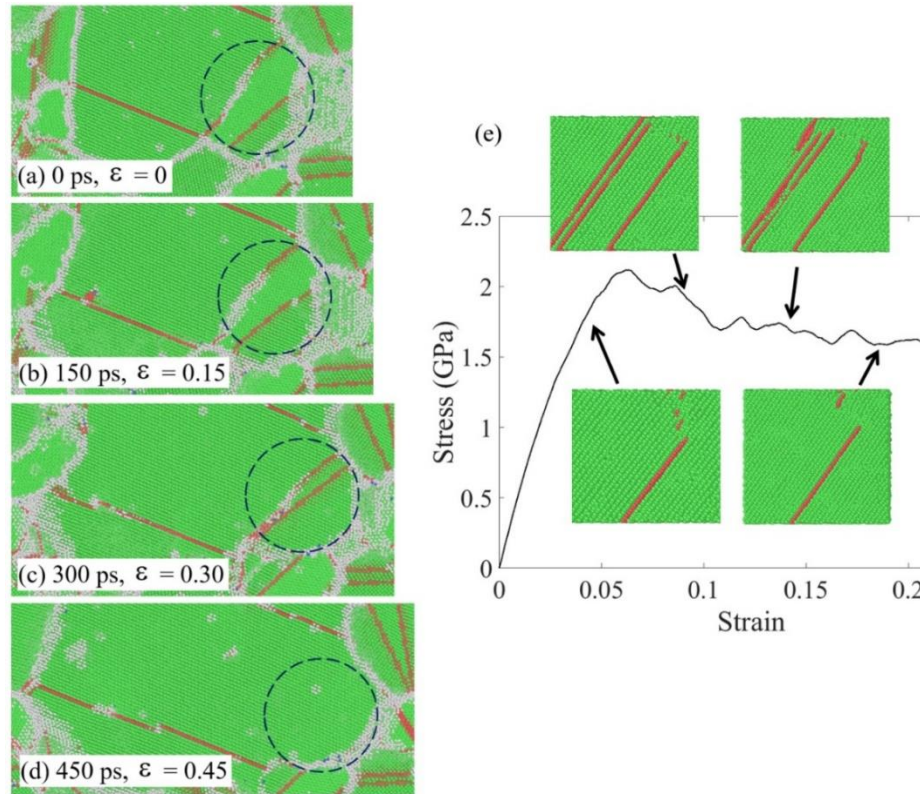 (a) 0 ps, ε = 0
(b) 150 ps, ε = 0.15
(c) 300 ps, ε = 0.30
(d) 450 ps, ε = 0.45
(e)
Stress (GPa)
2.5
2
1.5
1
0.5
0
0 0.05 0.1 0.15 0.2
Strain